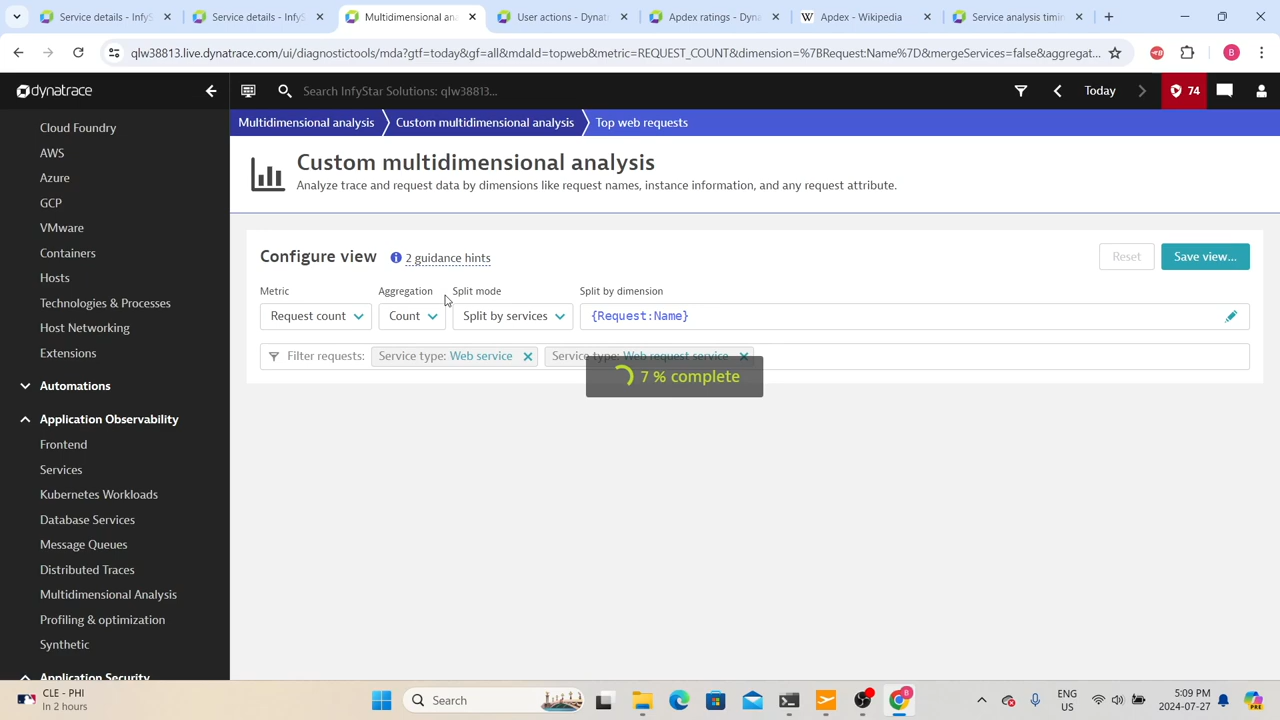 Service details - InfyS
Service details - InfyS
Multidimensional analys
User actions - Dynatra
Apdex ratings - Dyna
Apdex - Wikipedia
Service analysis timin
qlw38813.live.dynatrace.com/ui/diagnostictools/mda?gtf=today&gf=all&mdaId=topweb&metric=REQUEST_COUNT&dimension=%7BRequest:Name%7D&mergeServices=false&aggregat...
B
dynatrace
Search InfyStar Solutions: qlw38813...
Today
74
Cloud Foundry
AWS
Azure
GCP
VMware
Containers
Hosts
Technologies & Processes
Host Networking
Extensions
Automations
Application Observability
Frontend
Services
Kubernetes Workloads
Database Services
Message Queues
Distributed Traces
Multidimensional Analysis
Profiling & optimization
Synthetic
Application Security
Multidimensional analysis
Custom multidimensional analysis
Top web requests
Custom multidimensional analysis
Analyze trace and request data by dimensions like request names, instance information, and any request attribute.
Configure view
2 guidance hints
Reset
Save view...
Metric
Aggregation
Split mode
Split by dimension
Request count
Count
Split by services
{Request:Name}
Filter requests:
Service type: Web service
Service type: Web request service
7 % complete
CLE - PHI
In 2 hours
Search
ENG
US
5:09 PM
2024-07-27